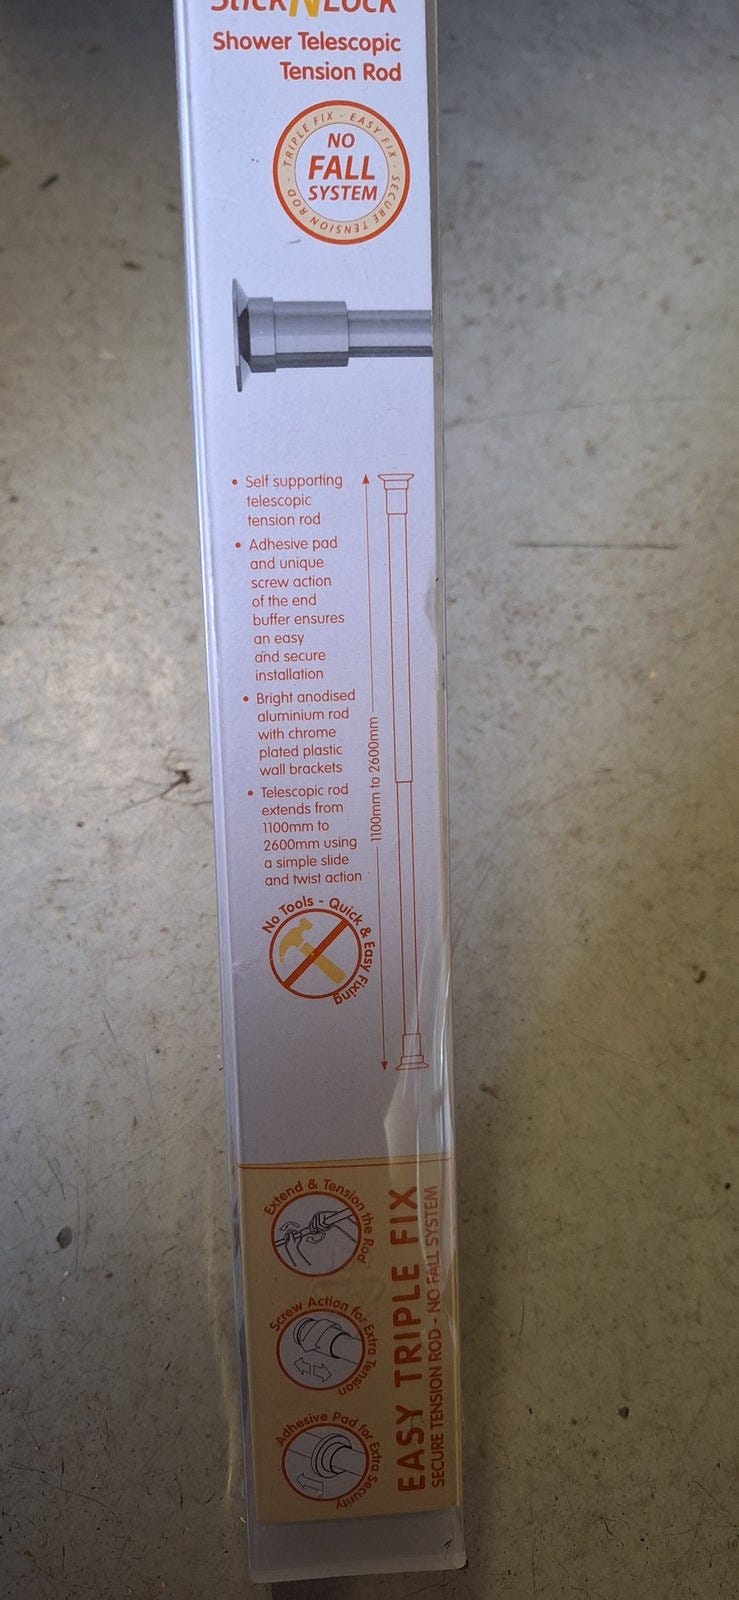 Stick N Lock
Shower Telescopic
Tension Rod
TRIPLE FIX - EASY FIX - SECURE TENSION ROD -
NO
FALL
SYSTEM
• Self supporting
telescopic
tension rod
• Adhesive pad
and unique
screw action
of the end
buffer ensures
an easy
and secure
installation
• Bright anodised
aluminium rod
with chrome
plated plastic
wall brackets
• Telescopic rod
extends from
1100mm to
2600mm using
a simple slide
and twist action
1100mm to 2600mm
No Tools - Quick & Easy Fixing
Extend & Tension the Rod
Screw Action for Extra Tension
Adhesive Pad for Extra Security
EASY TRIPLE FIX
SECURE TENSION ROD - NO FALL SYSTEM